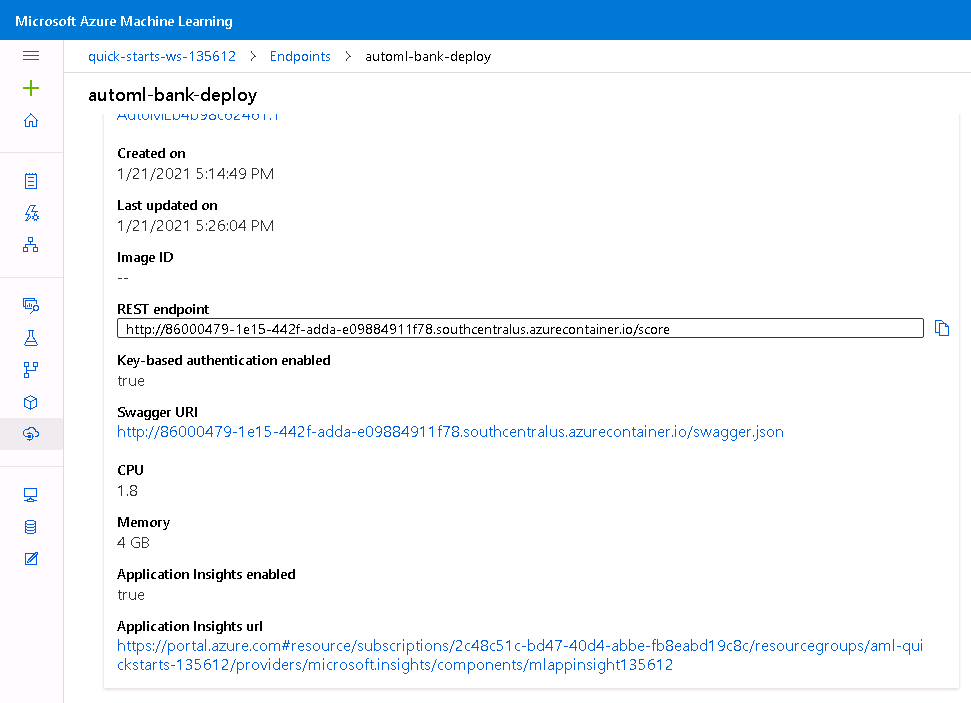 Microsoft Azure Machine Learning
quick-starts-ws-135612 > Endpoints > automl-bank-deploy
automl-bank-deploy
Created on
1/21/2021 5:14:49 PM
Last updated on
1/21/2021 5:26:04 PM
Image ID
--
REST endpoint
http://86000479-1e15-442f-adda-e09884911f78.southcentralus.azurecontainer.io/score
Key-based authentication enabled
true
Swagger URI
http://86000479-1e15-442f-adda-e09884911f78.southcentralus.azurecontainer.io/swagger.json
CPU
1.8
Memory
4 GB
Application Insights enabled
true
Application Insights url
https://portal.azure.com#resource/subscriptions/2c48c51c-bd47-40d4-abbe-fb8eabd19c8c/resourcegroups/aml-qui
ckstarts-135612/providers/microsoft.insights/components/mlappinsight135612